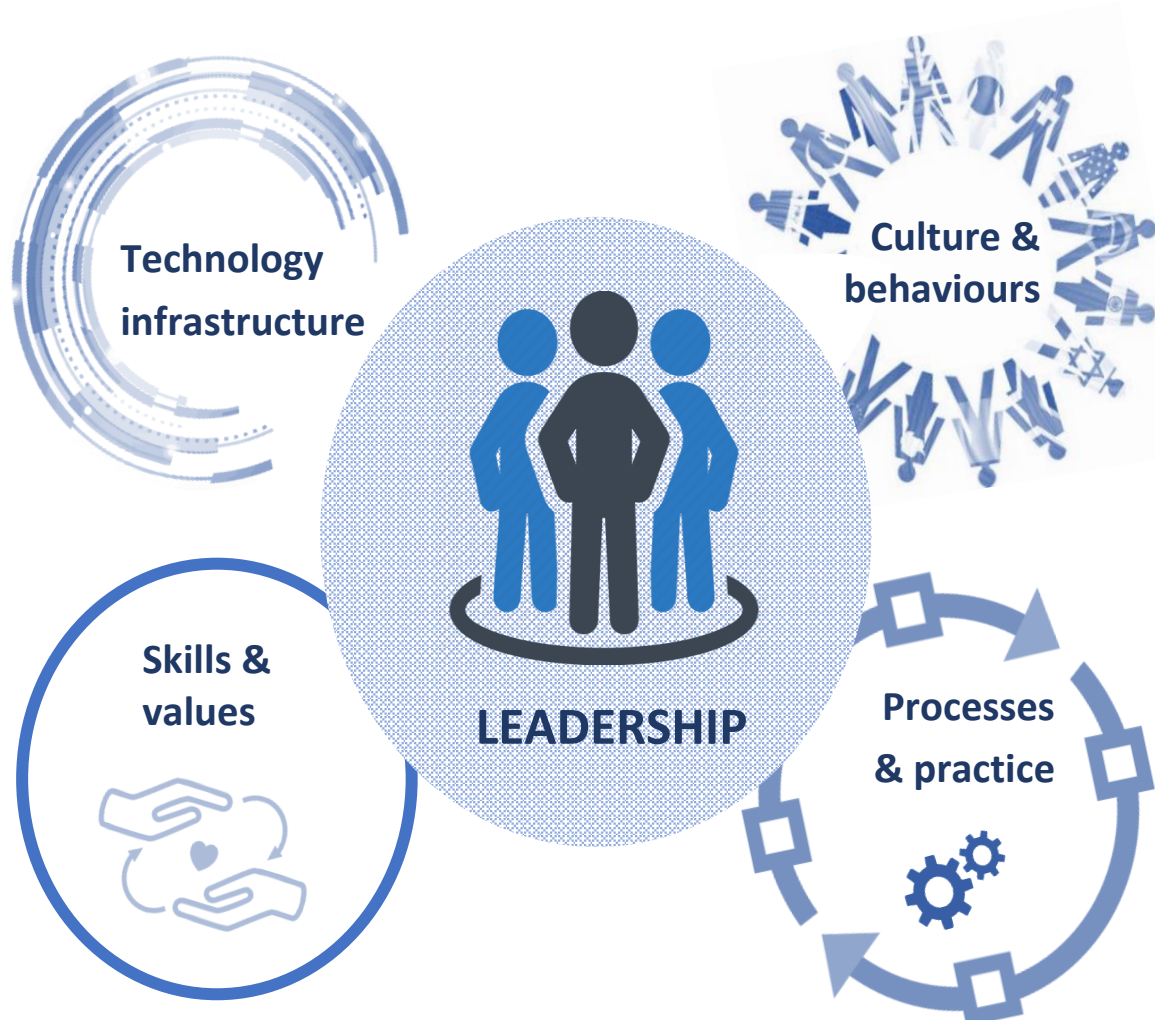 Technology
infrastructure
Culture &
behaviours
Skills &
values
LEADERSHIP
Processes
& practice